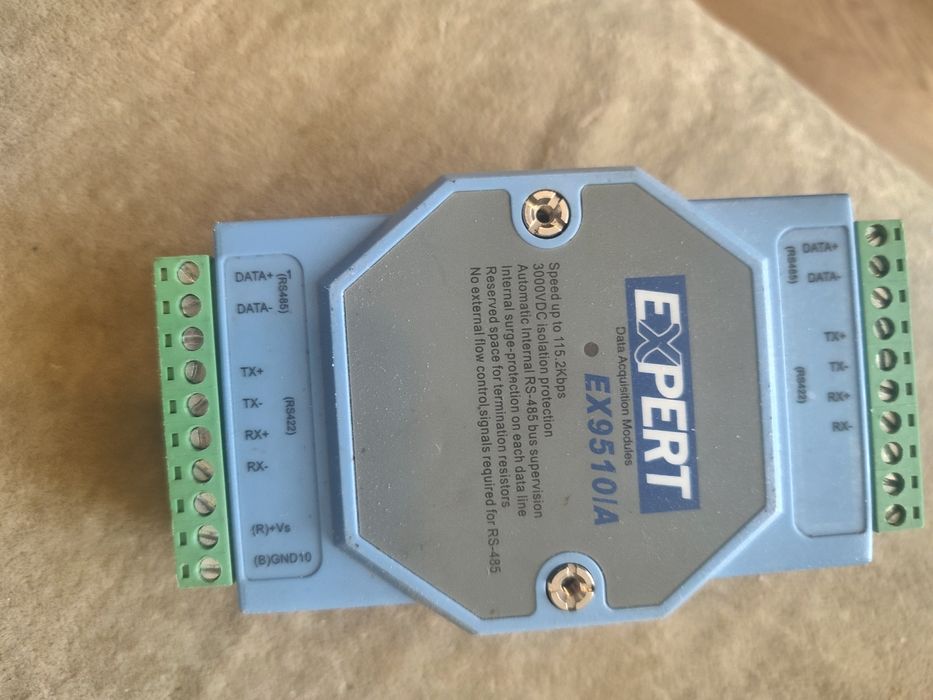 EXPERT
Data Acquisition Modules
EX9510IA
Speed up to 115.2Kbps
3000VDC isolation protection
Automatic Internal RS-485 bus supervision
Internal surge-protection on each data line
Reserved space for termination resistors
No external flow control,signals required for RS-485
DATA+
DATA-
(RS485)
TX+
TX-
RX+
RX-
(RS422)
1
DATA+
DATA-
(RS485)
TX+
TX-
RX+
RX-
(RS422)
(R)+Vs
(B)GND10